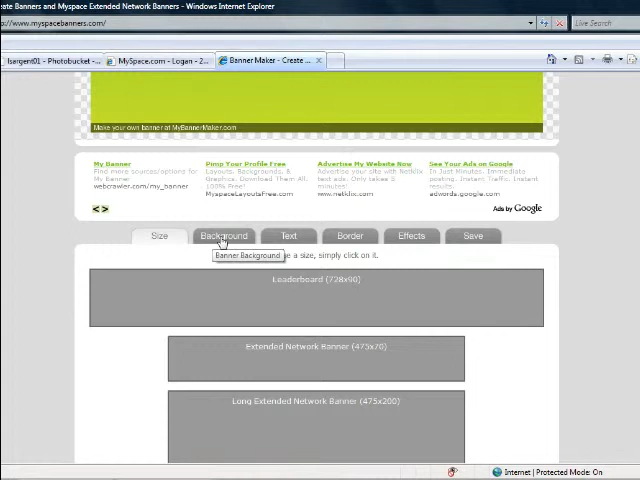 ate Banners and Myspace Extended Network Banners - Windows Internet Explorer
://www.myspacebanners.com/
Live Search
lsargent01 - Photobucket -...
MySpace.com - Logan - 2...
Banner Maker - Create ...
Make your own banner at MyBannerMaker.com
My Banner
Find more sources/options for
My Banner
webcrawler.com/my_banner
Pimp Your Profile Free
Layouts, Backgrounds, &
Graphics. Download Them All,
100% Free!
MyspaceLayoutsFree.com
Advertise My Website Now
Advertise your site with Netklix
text ads. Only takes 5
minutes!
www.netklix.com
See Your Ads on Google
In Just Minutes. Immediate
posting. Traffic. Instant
results.
adwords.google.com
Ads by Google
Size
Background
Text
Border
Effects
Save
Banner Background
e a size, simply click on it.
Leaderboard (728x90)
Extended Network Banner (475x70)
Long Extended Network Banner (475x200)
Internet | Protected Mode: On